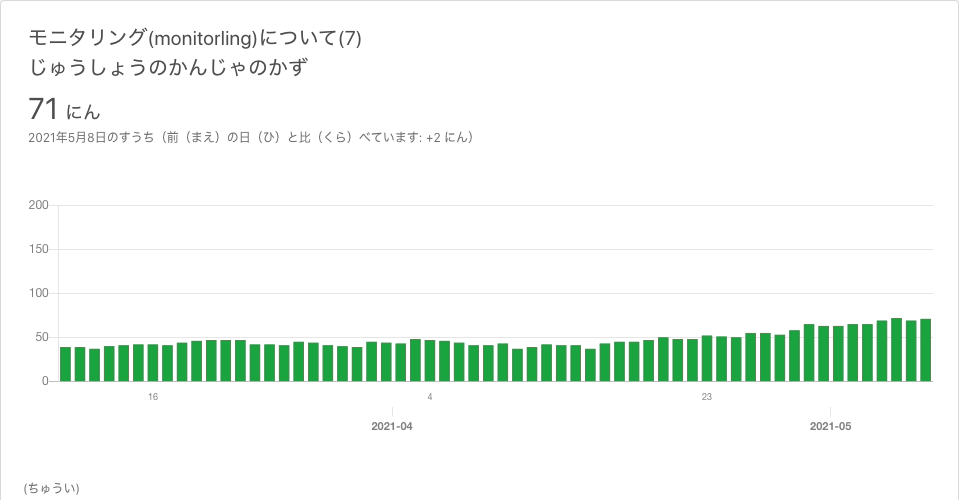 モニタリング(monitorling)について(7)
じゅうしょうのかんじゃのかず
71 にん
2021年5月8日のすうち（前（まえ）の日（ひ）と比（くら）べています: +2 にん）
200
150
100
50
0
16
4
23
2021-04
2021-05
(ちゅうい)